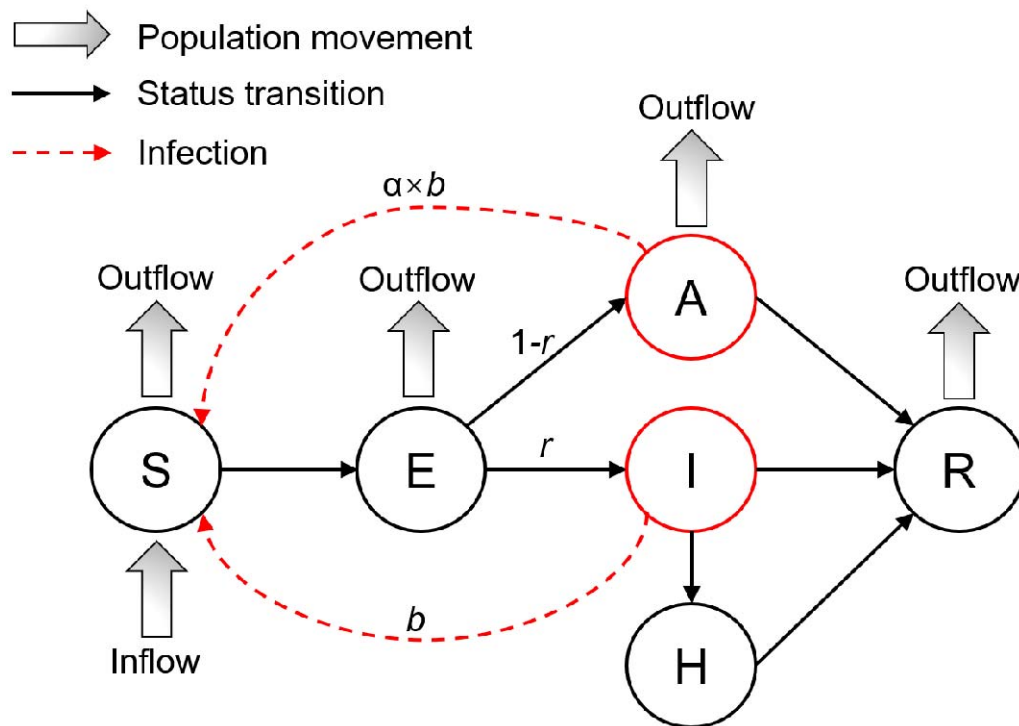 Population movement
Status transition
Infection
Outflow
α×b
Outflow
Outflow
Outflow
A
1-r
S
E
r
I
R
b
Inflow
H